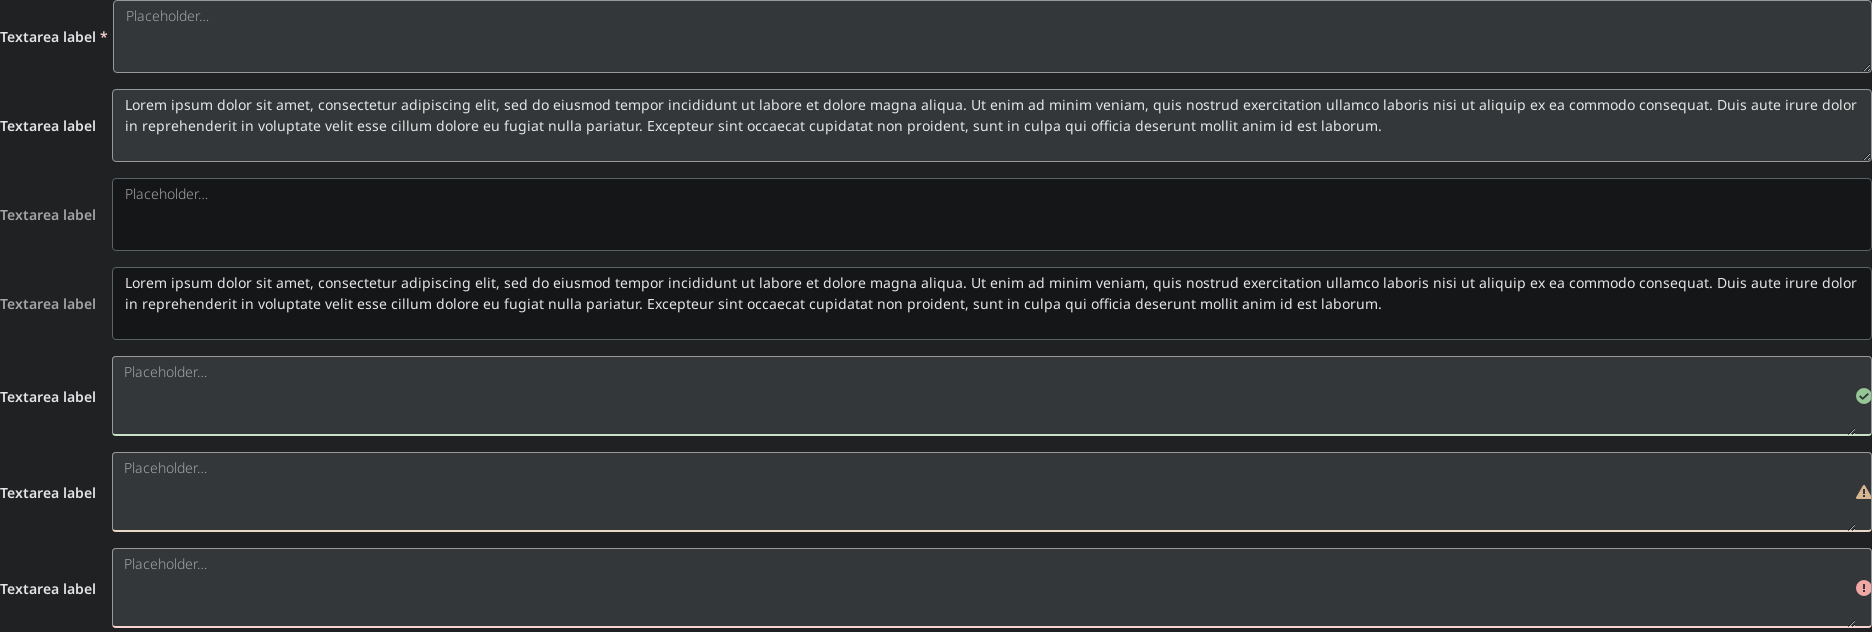 Textarea label *
Placeholder...
Textarea label
Lorem ipsum dolor sit amet, consectetur adipiscing elit, sed do eiusmod tempor incididunt ut labore et dolore magna aliqua. Ut enim ad minim veniam, quis nostrud exercitation ullamco laboris nisi ut aliquip ex ea commodo consequat. Duis aute irure dolor
in reprehenderit in voluptate velit esse cillum dolore eu fugiat nulla pariatur. Excepteur sint occaecat cupidatat non proident, sunt in culpa qui officia deserunt mollit anim id est laborum.
Textarea label
Placeholder...
Textarea label
Lorem ipsum dolor sit amet, consectetur adipiscing elit, sed do eiusmod tempor incididunt ut labore et dolore magna aliqua. Ut enim ad minim veniam, quis nostrud exercitation ullamco laboris nisi ut aliquip ex ea commodo consequat. Duis aute irure dolor
in reprehenderit in voluptate velit esse cillum dolore eu fugiat nulla pariatur. Excepteur sint occaecat cupidatat non proident, sunt in culpa qui officia deserunt mollit anim id est laborum.
Textarea label
Placeholder...
Textarea label
Placeholder...
Textarea label
Placeholder...